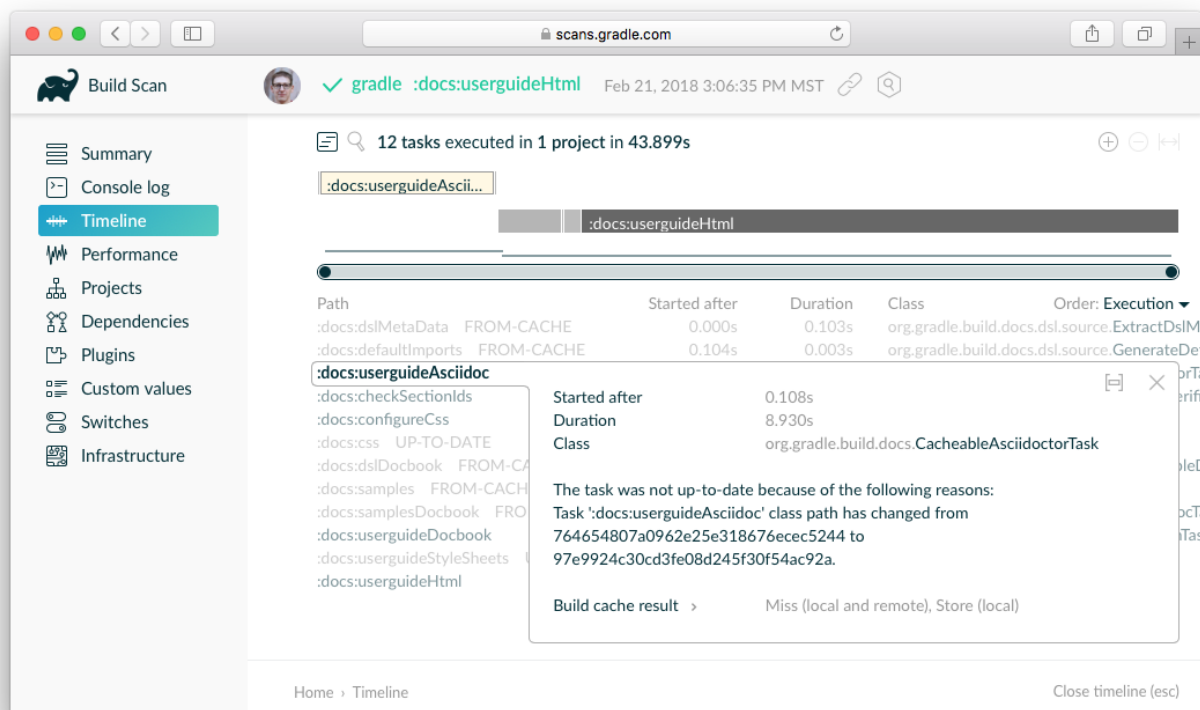 scans.gradle.com
Build Scan
gradle :docs:userguideHtml Feb 21, 2018 3:06:35 PM MST
Summary
Console log
Timeline
Performance
Projects
Dependencies
Plugins
Custom values
Switches
Infrastructure
12 tasks executed in 1 project in 43.899s
:docs:userguideAscii...
:docs:userguideHtml
Path Started after Duration Class Order: Execution
:docs:dslMetaData FROM-CACHE 0.000s 0.103s org.gradle.build.docs.dsl.source.ExtractDslM
:docs:defaultImports FROM-CACHE 0.104s 0.003s org.gradle.build.docs.dsl.source.GenerateDe
:docs:userguideAsciidoc
:docs:checkSectionIds
:docs:configureCss
:docs:css UP-TO-DATE
:docs:dslDocbook FROM-CA
:docs:samples FROM-CACH
:docs:samplesDocbook FRO
:docs:userguideDocbook
:docs:userguideStyleSheets
:docs:userguideHtml
Started after 0.108s
Duration 8.930s
Class org.gradle.build.docs.CacheableAsciidoctorTask
The task was not up-to-date because of the following reasons:
Task ':docs:userguideAsciidoc' class path has changed from
764654807a0962e25e318676ecec5244 to
97e9924c30cd3fe08d245f30f54ac92a.
Build cache result › Miss (local and remote), Store (local)
Home › Timeline
Close timeline (esc)